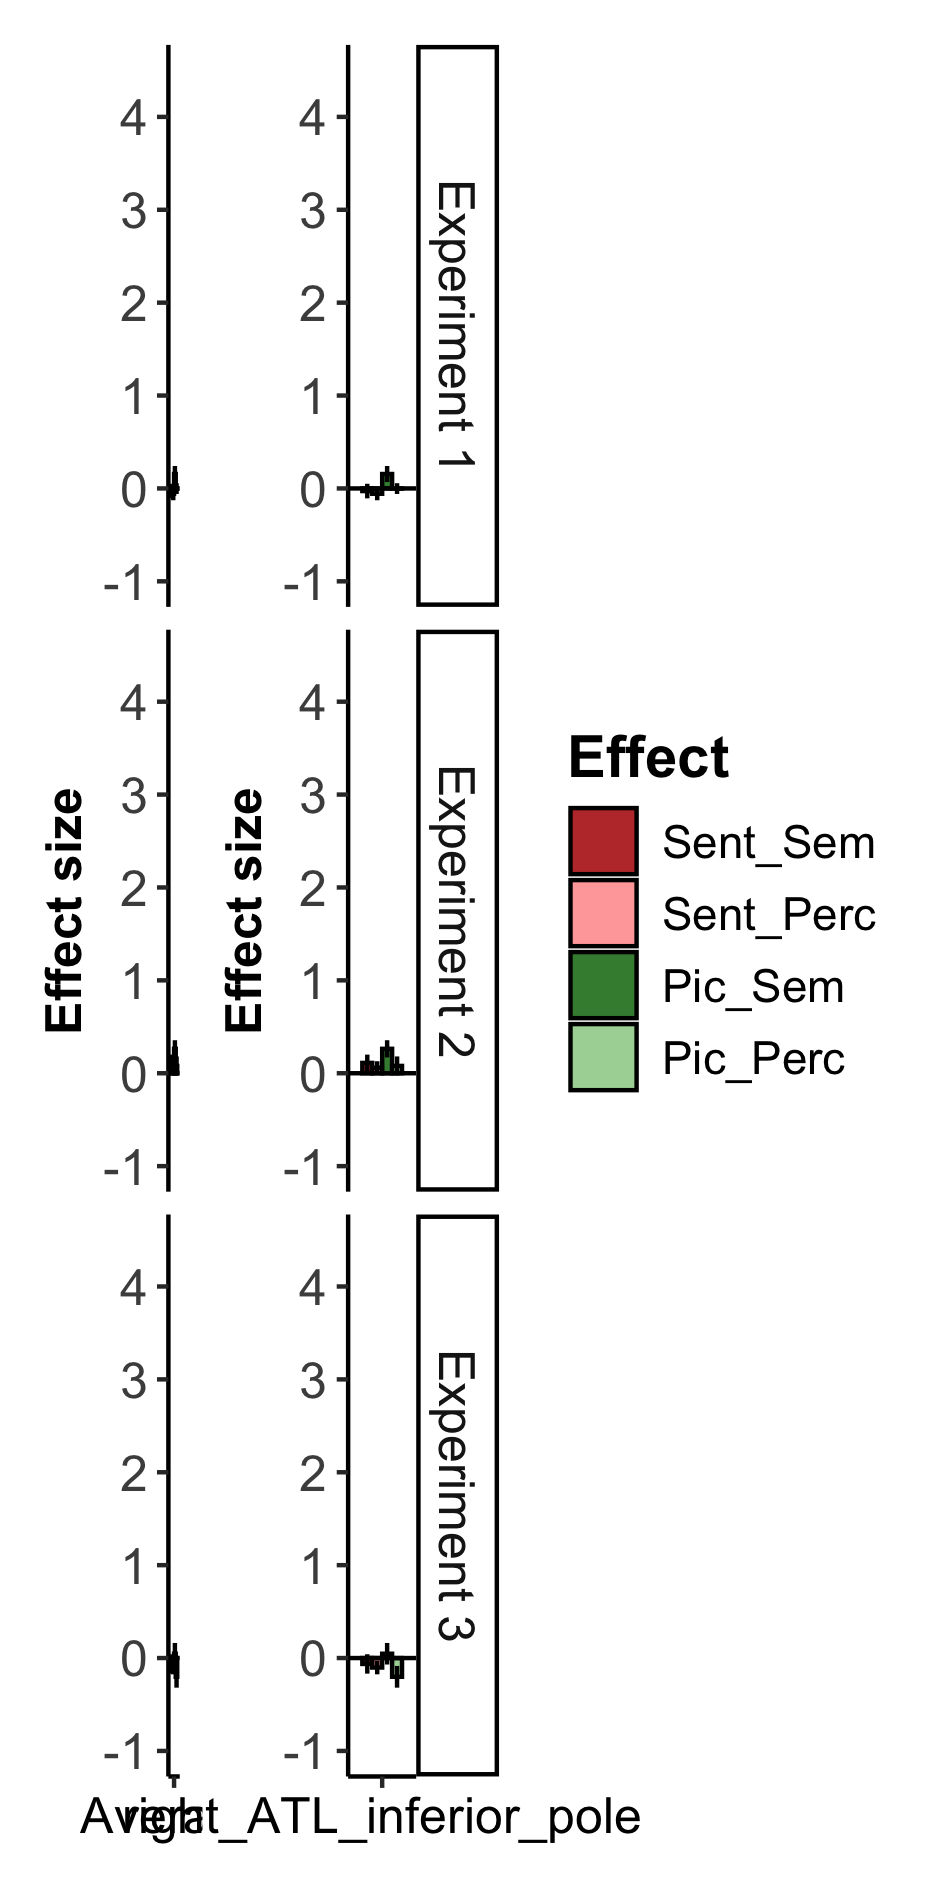 4 4
3 3
2 2
1 1
0 0
-1 -1
Experiment 1
4 4
3 3
2 2
1 1
0 0
-1 -1
Effect size
Effect size
Experiment 2
Effect
Sent_Sem
Sent_Perc
Pic_Sem
Pic_Perc
4 4
3 3
2 2
1 1
0 0
-1 -1
Experiment 3
right_ATL_inferior_pole